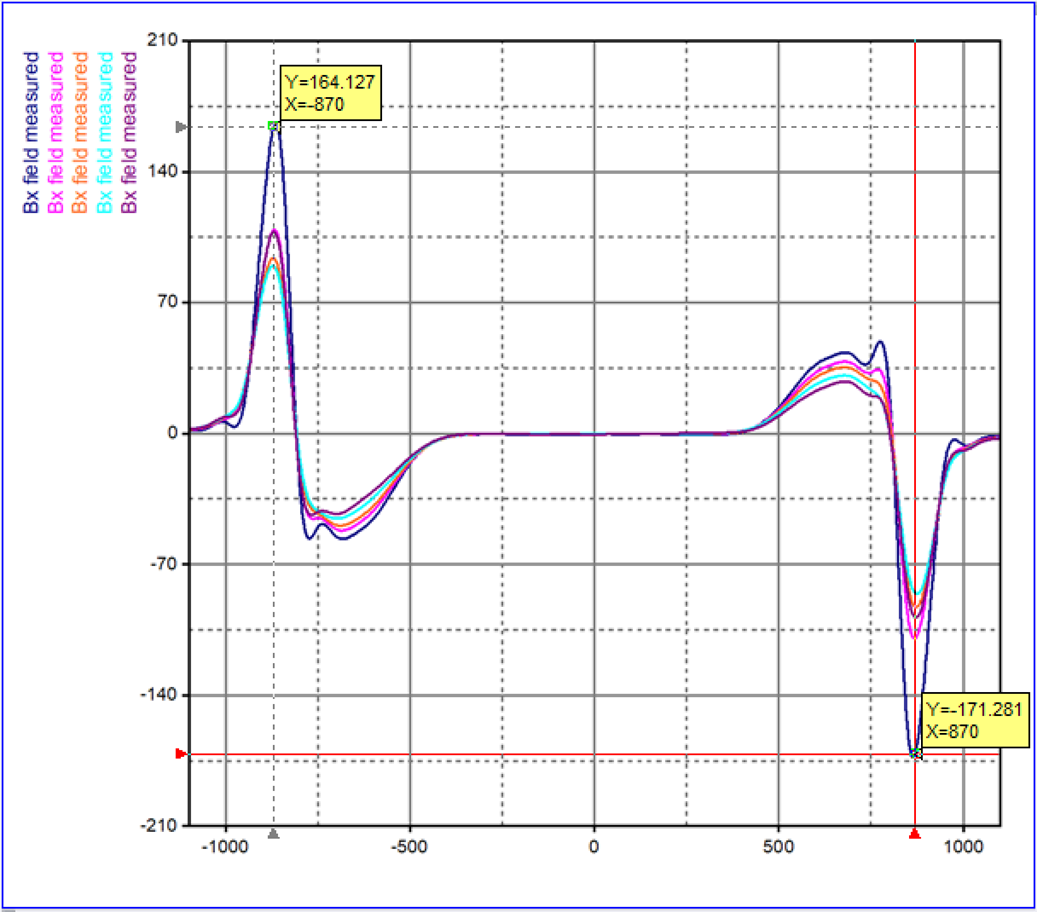 Bx field measured
Bx field measured
Bx field measured
Bx field measured
Bx field measured
210
140
70
0
-70
-140
-210
Y=164.127
X=-870
Y=-171.281
X=870
-1000
-500
0
500
1000